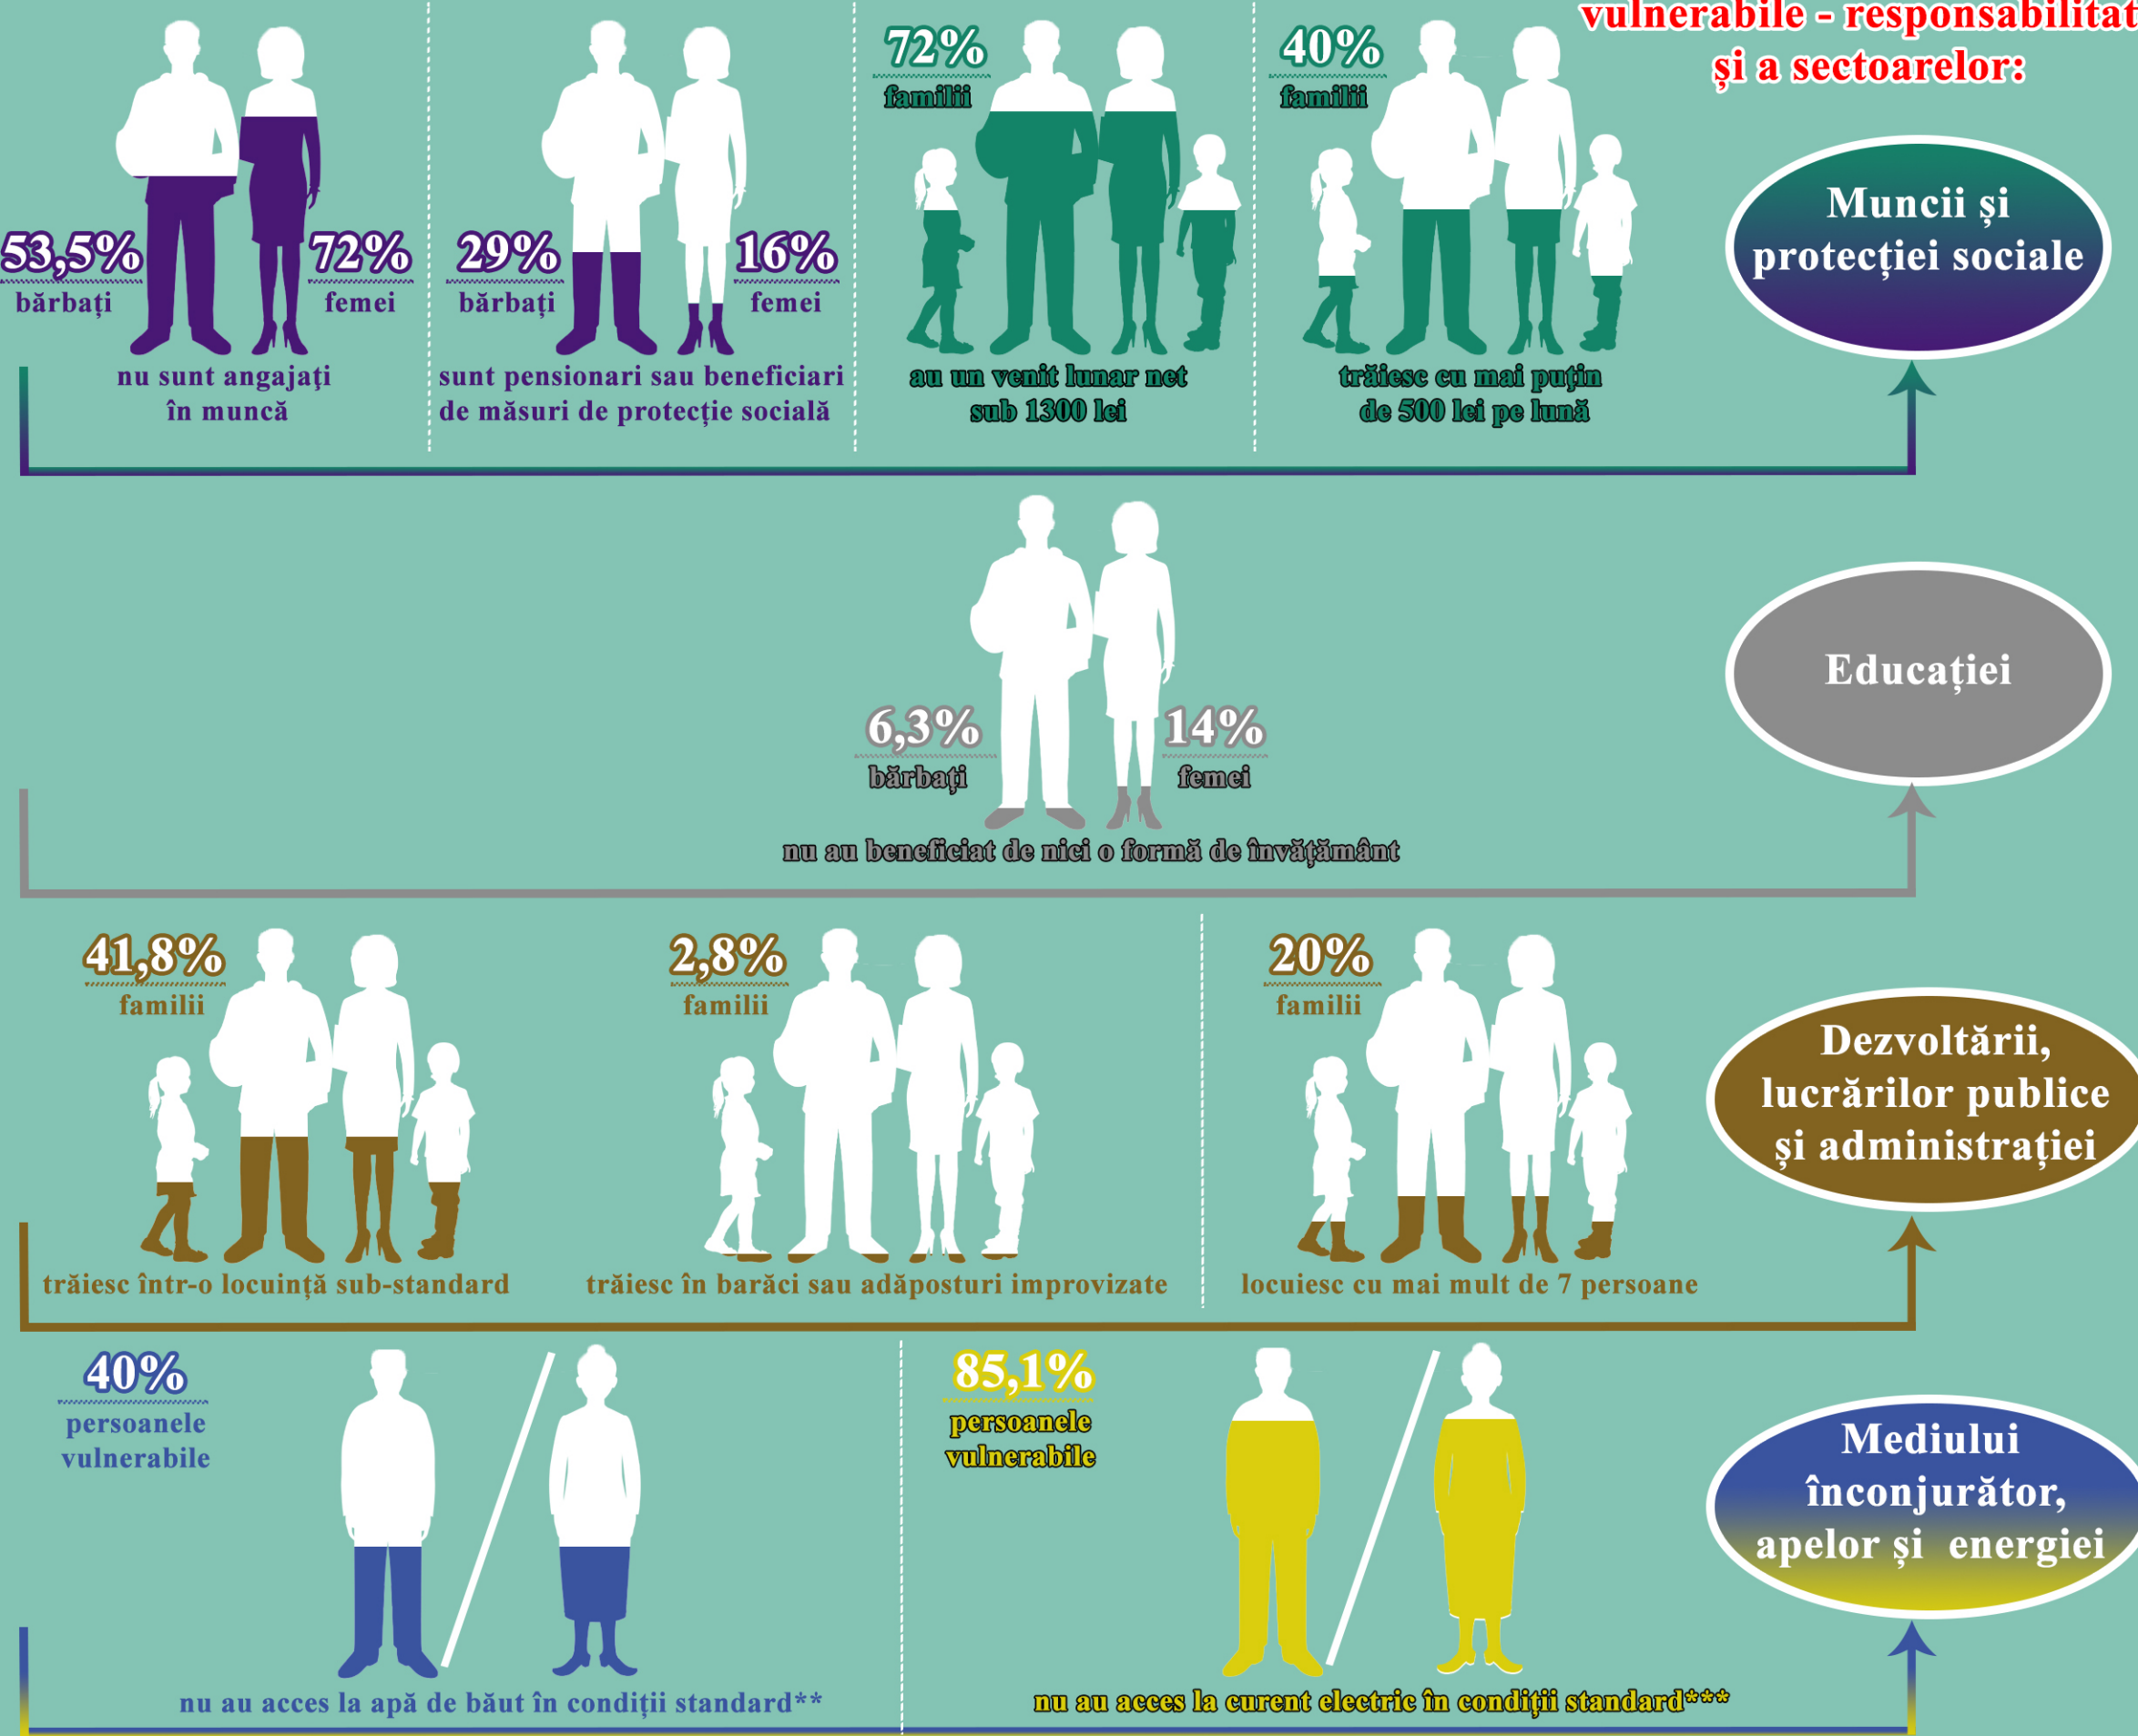 vulnerabile - responsabilitat
și a sectoarelor:
72%
familii
40%
familii
Muncii și
protecției sociale
53,5%
bărbați
72%
femei
29%
bărbați
16%
femei
nu sunt angajaţi
în muncă
sunt pensionari sau beneficiari
de măsuri de protecție socială
au un venit lunar net
sub 1300 lei
trăiesc cu mai puţin
de 500 lei pe lună
Educației
6,3%
bărbați
14%
femei
nu au beneficiat de nici o formă de învățământ
41,8%
familii
2,8%
familii
20%
familii
Dezvoltării,
lucrărilor publice
și administrației
trăiesc într-o locuință sub-standard
trăiesc în barăci sau adăposturi improvizate
locuiesc cu mai mult de 7 persoane
40%
persoanele
vulnerabile
85,1%
persoanele
vulnerabile
Mediului
înconjurător,
apelor și energiei
nu au acces la apă de băut în condiții standard**
nu au acces la curent electric în condiții standard***